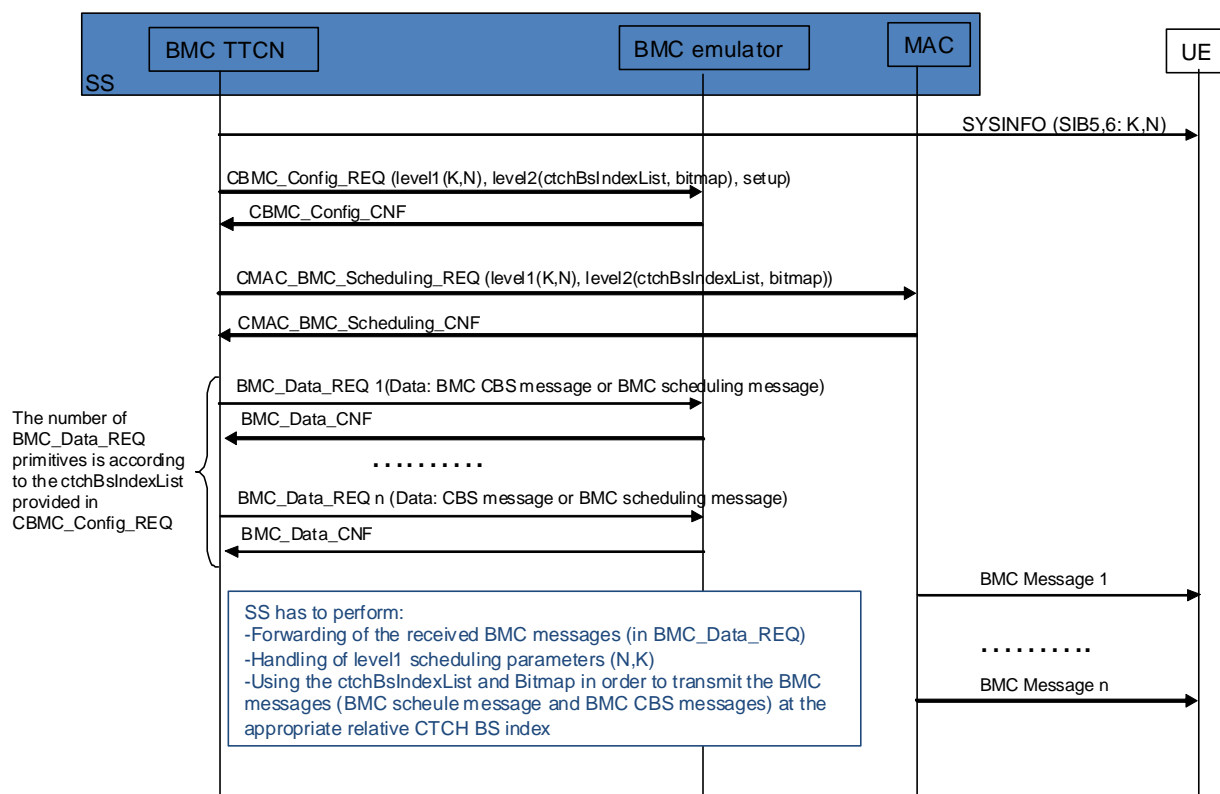 BMC TTCN
BMC emulator
MAC
UE
SS
SYSINFO (SIB5,6: K,N)
CBMC_Config_REQ (level1(K,N), level2(ctchBsIndexList, bitmap), setup)
CBMC_Config_CNF
CMAC_BMC_Scheduling_REQ (level1(K,N), level2(ctchBsIndexList, bitmap))
CMAC_BMC_Scheduling_CNF
The number of
BMC_Data_REQ
primitives is according
to the ctchBsIndexList
provided in
CBMC_Config_REQ
BMC_Data_REQ 1(Data: BMC CBS message or BMC scheduling message)
BMC_Data_CNF
..........
BMC_Data_REQ n (Data: CBS message or BMC scheduling message)
BMC_Data_CNF
BMC Message 1
..........
BMC Message n
SS has to perform:
-Forwarding of the received BMC messages (in BMC_Data_REQ)
-Handling of level1 scheduling parameters (N,K)
-Using the ctchBsIndexList and Bitmap in order to transmit the BMC
messages (BMC scheule message and BMC CBS messages) at the
appropriate relative CTCH BS index